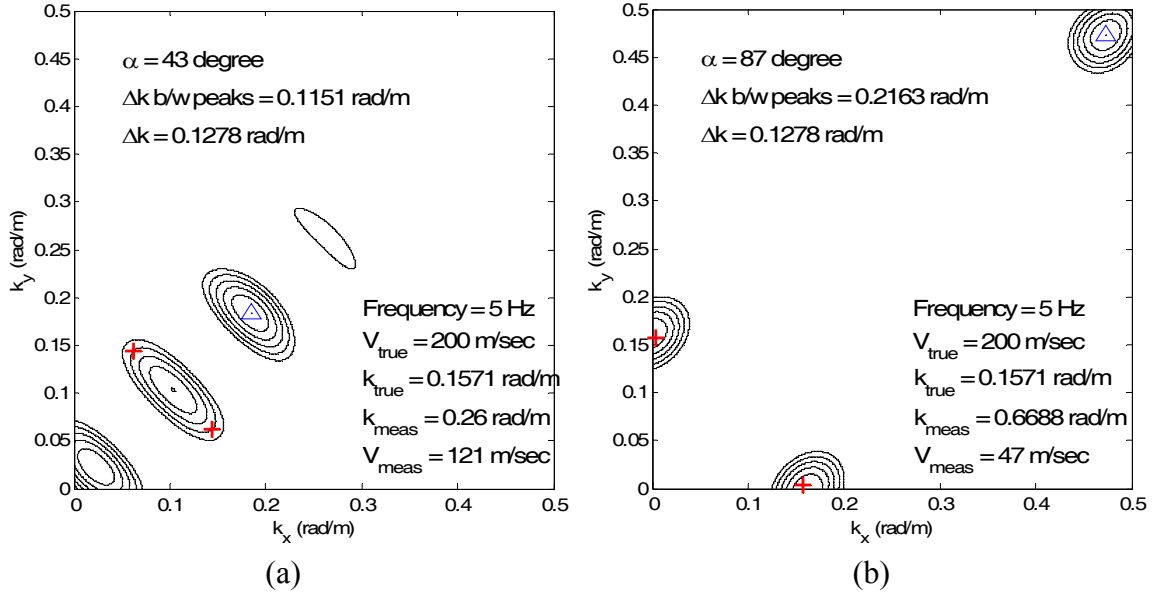 0.5
0.45
0.4
0.35
0.3
0.25
0.2
0.15
0.1
0.05
0
k_y (rad/m)
α = 43 degree
Δk b/w peaks = 0.1151 rad/m
Δk = 0.1278 rad/m
Frequency = 5 Hz
V_true = 200 m/sec
k_true = 0.1571 rad/m
k_meas = 0.26 rad/m
V_meas = 121 m/sec
0 0.1 0.2 0.3 0.4 0.5
k_x (rad/m)
(a)
0.5
0.45
0.4
0.35
0.3
0.25
0.2
0.15
0.1
0.05
0
k_y (rad/m)
α = 87 degree
Δk b/w peaks = 0.2163 rad/m
Δk = 0.1278 rad/m
Frequency = 5 Hz
V_true = 200 m/sec
k_true = 0.1571 rad/m
k_meas = 0.6688 rad/m
V_meas = 47 m/sec
0 0.1 0.2 0.3 0.4 0.5
k_x (rad/m)
(b)